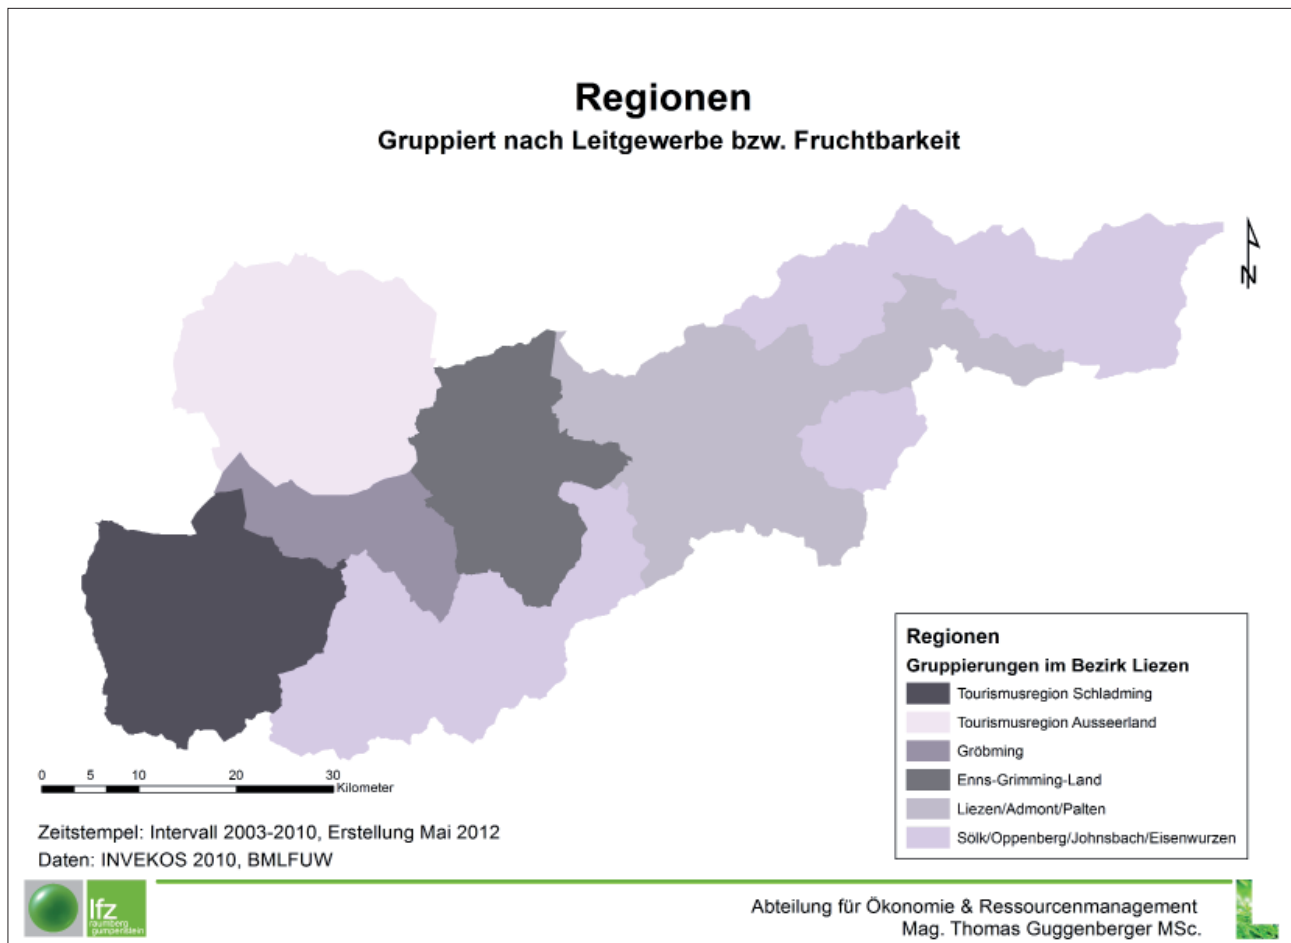 Regionen
Gruppiert nach Leitgewerbe bzw. Fruchtbarkeit
N
Regionen
Gruppierungen im Bezirk Liezen
Tourismusregion Schladming
Tourismusregion Ausseerland
Gröbming
Enns-Grimming-Land
Liezen/Admont/Palten
Sölk/Oppenberg/Johnsbach/Eisenwurzen
0 5 10 20 30
Kilometer
Zeitstempel: Intervall 2003-2010, Erstellung Mai 2012
Daten: INVEKOS 2010, BMLFUW
lfz
raumberg
gumpenstein
Abteilung für Ökonomie & Ressourcenmanagement
Mag. Thomas Guggenberger MSc.